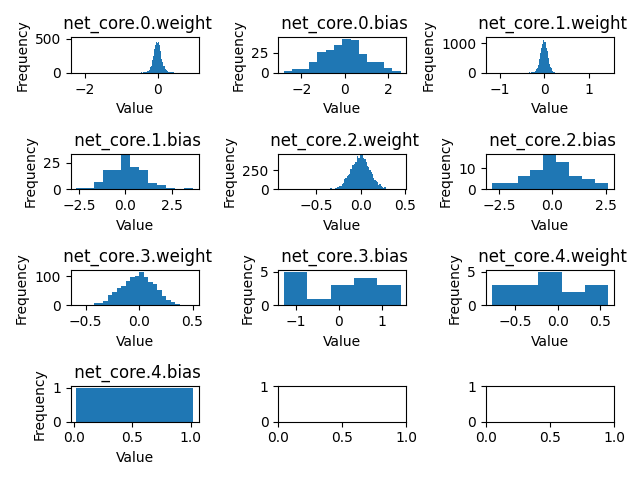 net_core.0.weight
net_core.0.bias
net_core.1.weight
Frequency
500
0
−2
0
Value
Frequency
25
0
−2
0
2
Value
Frequency
1000
0
−1
0
1
Value
net_core.1.bias
net_core.2.weight
net_core.2.bias
Frequency
25
0
−2.5
0.0
2.5
Value
Frequency
250
0
−0.5
0.0
0.5
Value
Frequency
10
0
−2.5
0.0
2.5
Value
net_core.3.weight
net_core.3.bias
net_core.4.weight
Frequency
100
0
−0.5
0.0
0.5
Value
Frequency
5
0
−1
0
1
Value
Frequency
5
0
−0.5
0.0
0.5
Value
net_core.4.bias
Frequency
1
0
0.0
0.5
1.0
Value
1
0
0.0
0.5
1.0
1
0
0.0
0.5
1.0